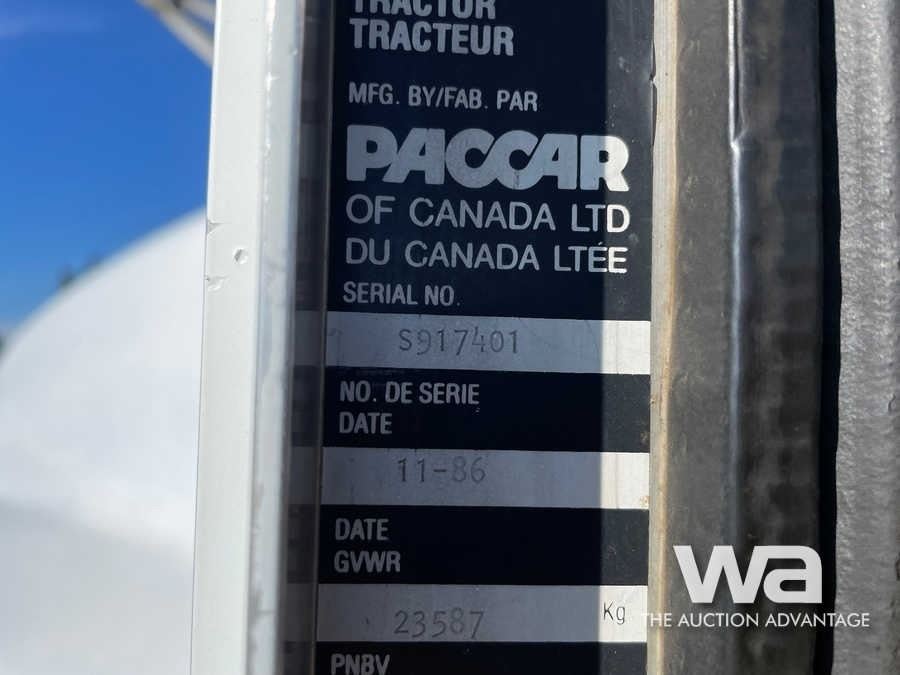 TRACTOR
TRACTEUR
MFG. BY/FAB. PAR
PACCAR
OF CANADA LTD
DU CANADA LTÉE
SERIAL NO.
S917401
NO. DE SERIE
DATE
11-86
DATE
GVWR
23587 Kg
PNBV
wa
THE AUCTION ADVANTAGE